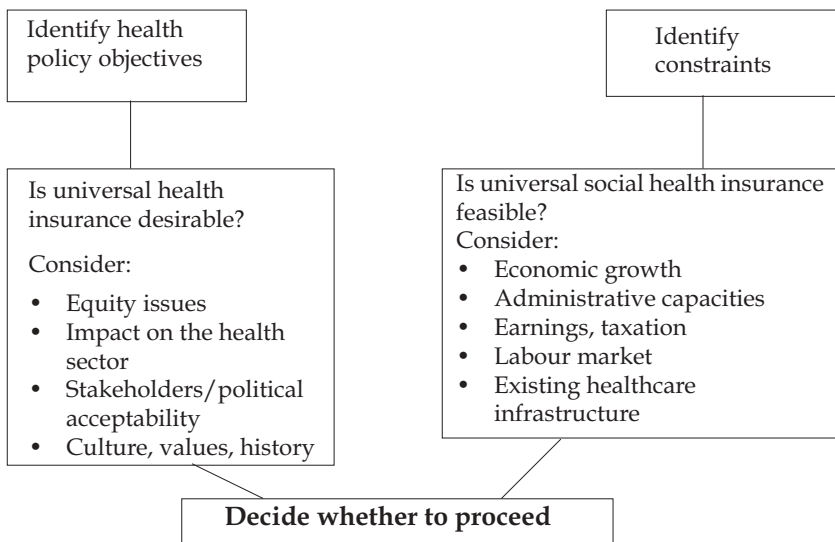 Identify health
policy objectives
Identify
constraints
Is universal health
insurance desirable?
Consider:
• Equity issues
• Impact on the health
sector
• Stakeholders/political
acceptability
• Culture, values, history
Is universal social health insurance
feasible?
Consider:
• Economic growth
• Administrative capacities
• Earnings, taxation
• Labour market
• Existing healthcare
infrastructure
Decide whether to proceed